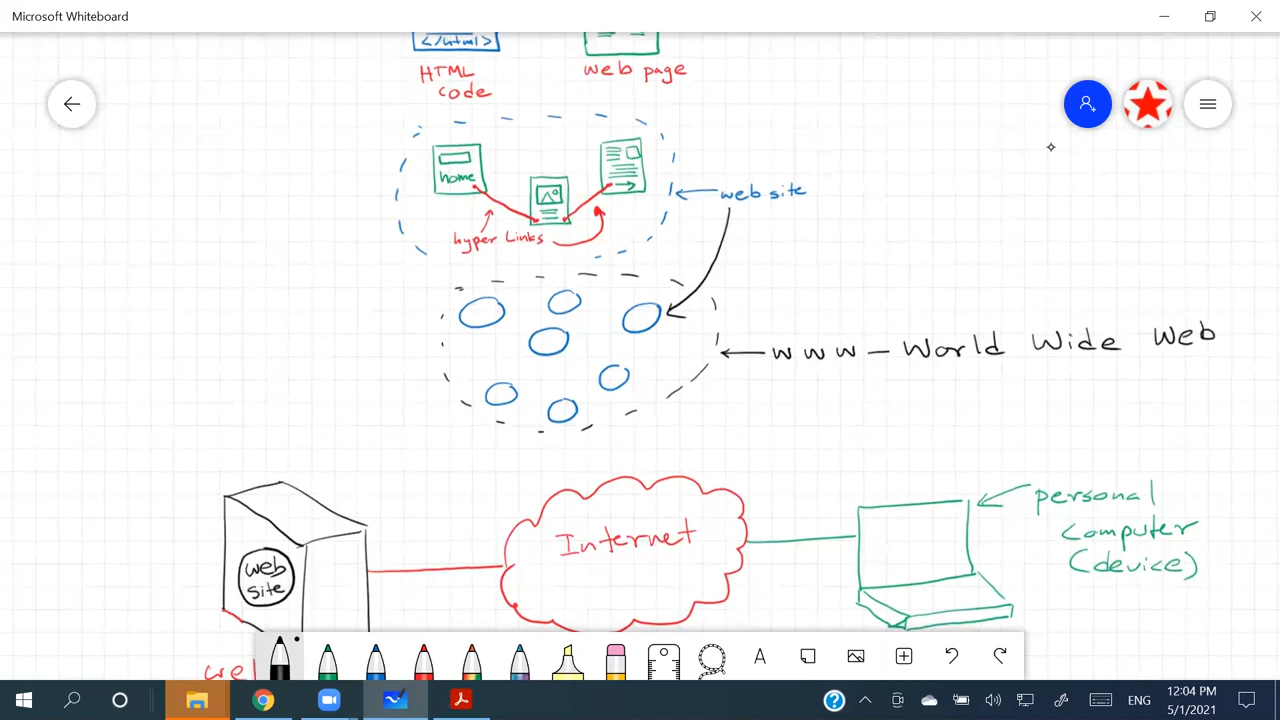 Microsoft Whiteboard
</html>
HTML
code
web page
home
web site
hyper Links
www - World Wide Web
Internet
personal
computer
(device)
web
site
ENG
12:04 PM
5/1/2021